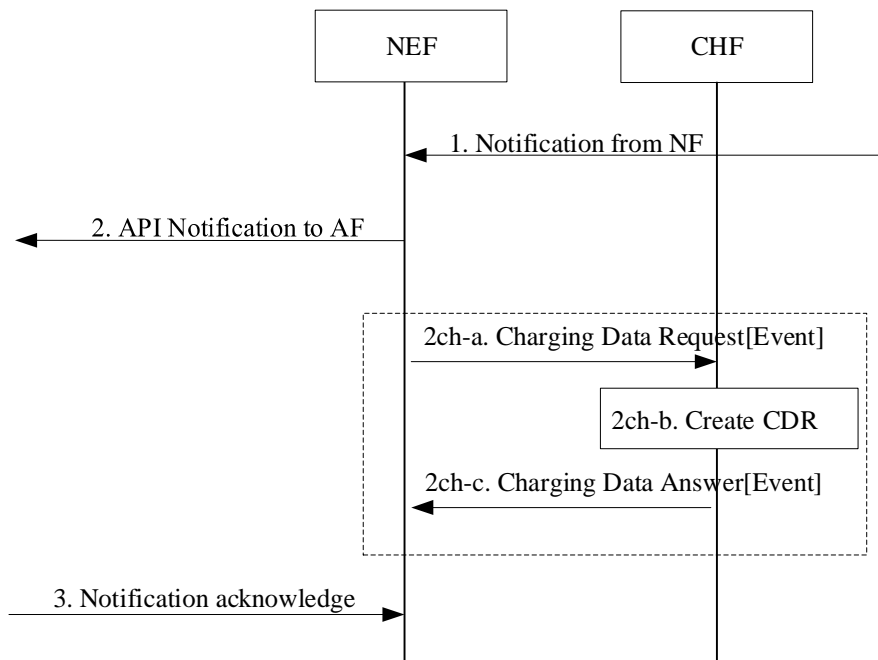 NEF
CHF
1. Notification from NF
2. API Notification to AF
2ch-a. Charging Data Request[Event]
2ch-b. Create CDR
2ch-c. Charging Data Answer[Event]
3. Notification acknowledge